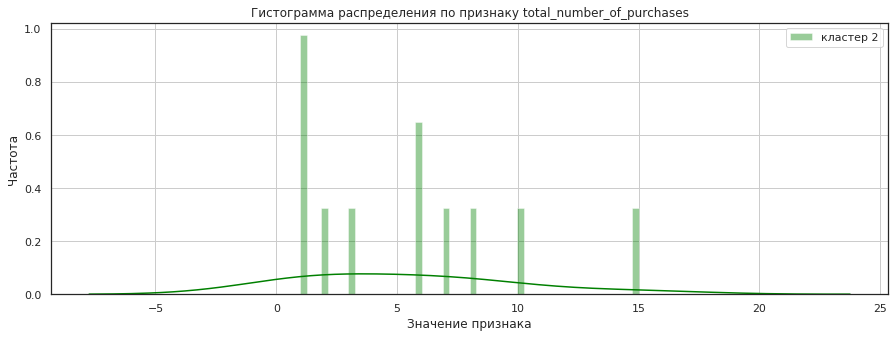 Гистограмма распределения по признаку total_number_of_purchases
кластер 2
Частота
1.0
0.8
0.6
0.4
0.2
0.0
−5 0 5 10 15 20 25
Значение признака